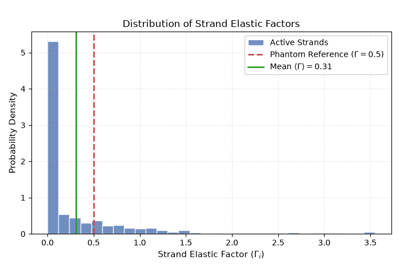 Distribution of Strand Elastic Factors
Active Strands
Phantom Reference (Γ = 0.5)
Mean ⟨Γ⟩ = 0.31
Probability Density
5
4
3
2
1
0
0.0 0.5 1.0 1.5 2.0 2.5 3.0 3.5
Strand Elastic Factor (Γᵢ)